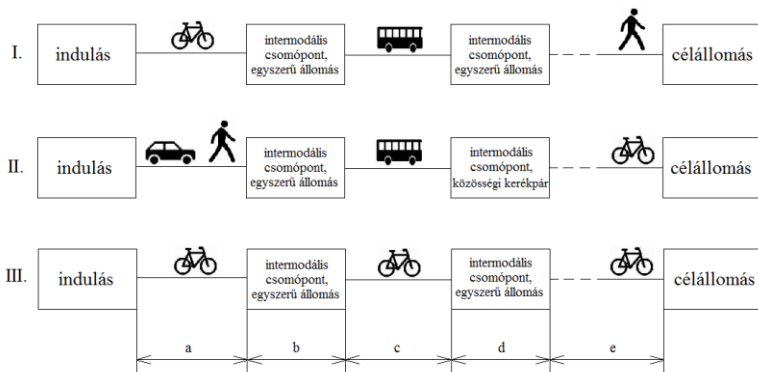 I.
indulás
intermodális
csomópont,
egyszerű állomás
intermodális
csomópont,
egyszerű állomás
célállomás
II.
indulás
intermodális
csomópont,
egyszerű állomás
intermodális
csomópont,
közösségi kerékpár
célállomás
III.
indulás
intermodális
csomópont,
egyszerű állomás
intermodális
csomópont,
egyszerű állomás
célállomás
a b c d e